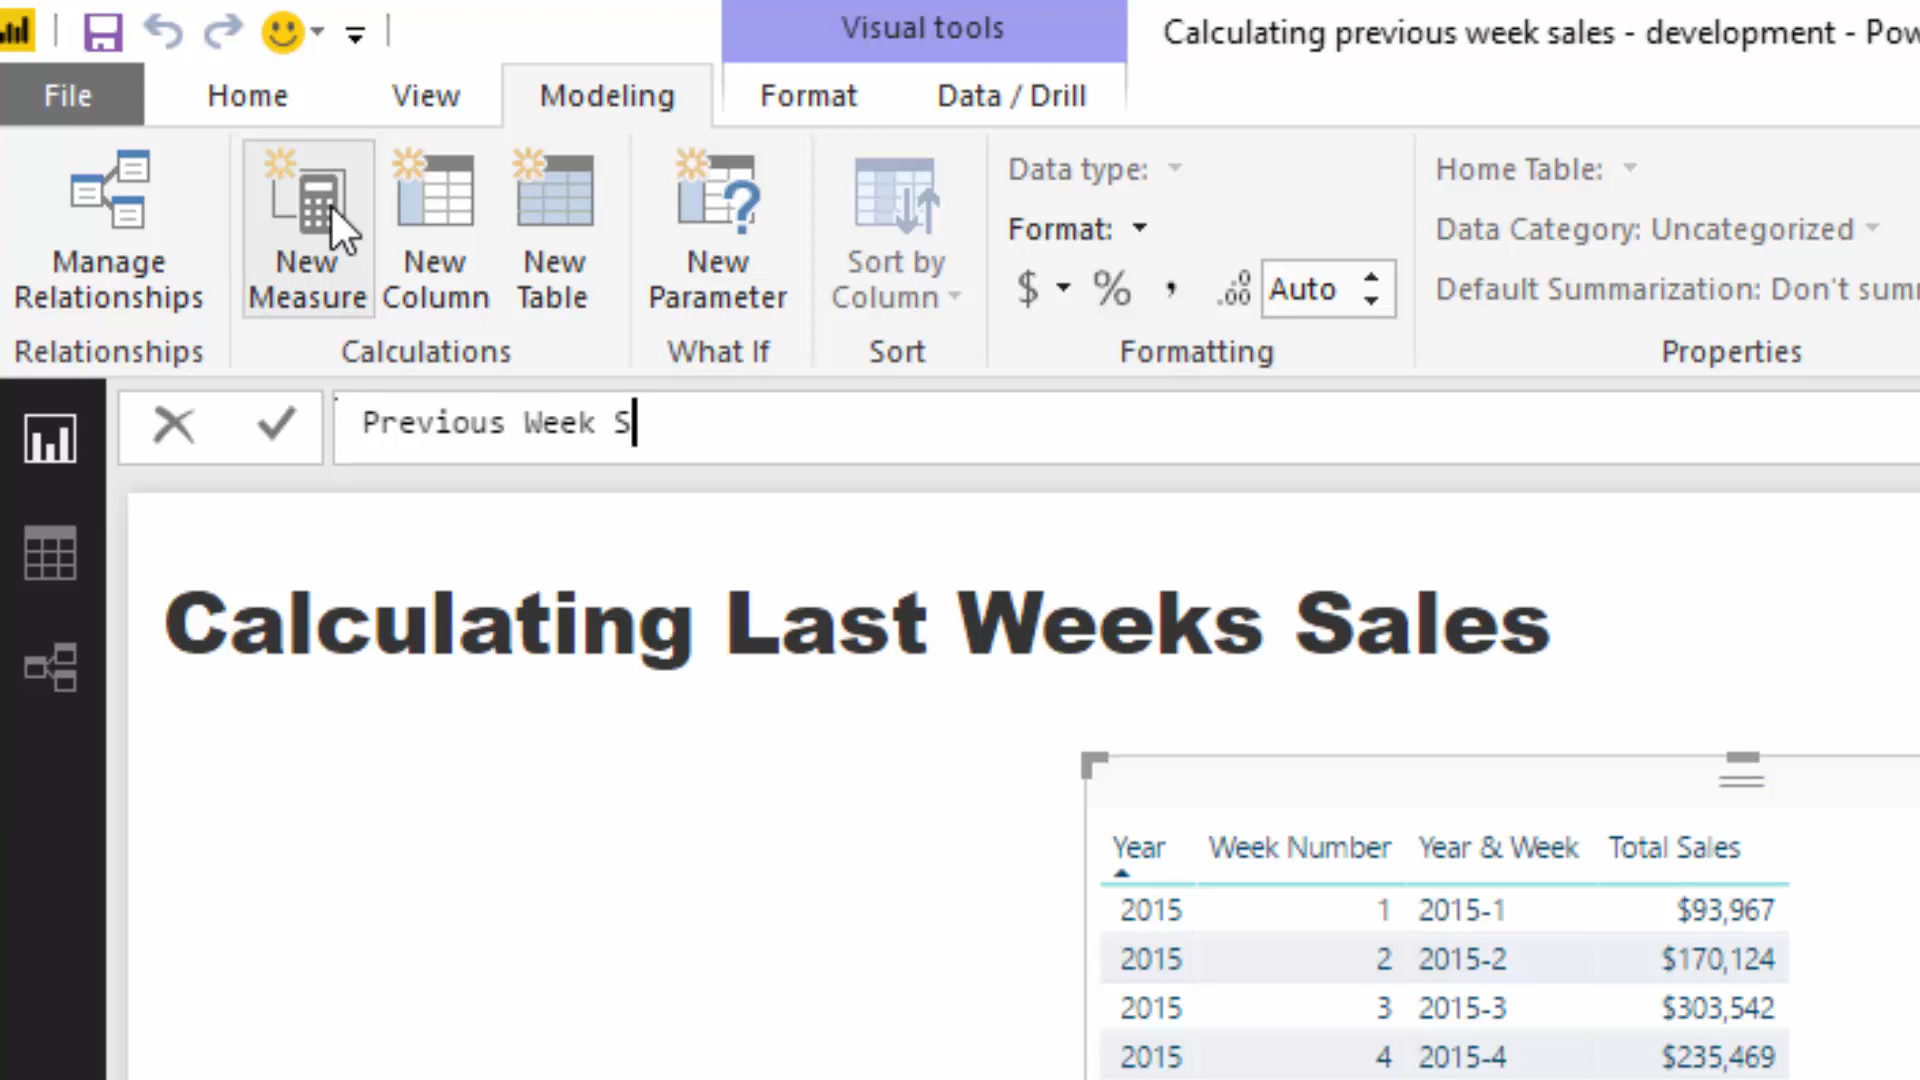 Visual tools
Calculating previous week sales - development - Pow
File Home View Modeling Format Data / Drill
Manage Relationships
New Measure
New Column
New Table
New Parameter
Sort by Column
Data type:
Format:
$ % , .00 Auto
Home Table:
Data Category: Uncategorized
Default Summarization: Don't sum
Relationships Calculations What If Sort Formatting Properties
Previous Week S
Calculating Last Weeks Sales
Year Week Number Year & Week Total Sales
2015 1 2015-1 $93,967
2015 2 2015-2 $170,124
2015 3 2015-3 $303,542
2015 4 2015-4 $235,469